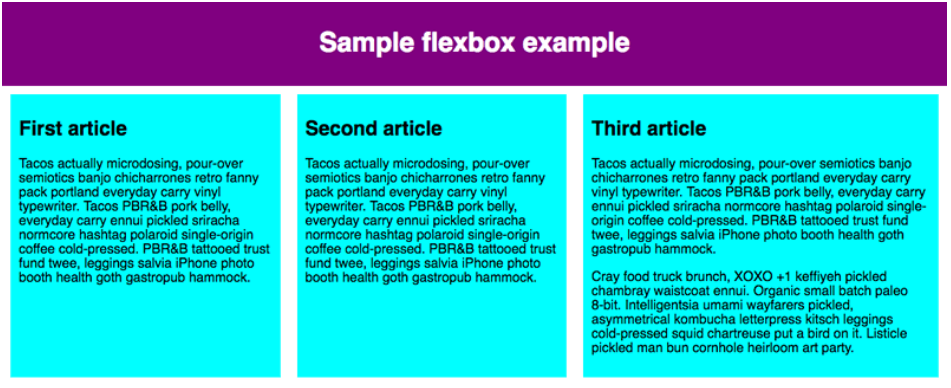 Sample flexbox example
First article
Tacos actually microdosing, pour-over
semiotics banjo chicharrones retro fanny
pack portland everyday carry vinyl
typewriter. Tacos PBR&B pork belly,
everyday carry ennui pickled sriracha
normcore hashtag polaroid single-origin
coffee cold-pressed. PBR&B tattooed trust
fund twee, leggings salvia iPhone photo
booth health goth gastropub hammock.
Second article
Tacos actually microdosing, pour-over
semiotics banjo chicharrones retro fanny
pack portland everyday carry vinyl
typewriter. Tacos PBR&B pork belly,
everyday carry ennui pickled sriracha
normcore hashtag polaroid single-origin
coffee cold-pressed. PBR&B tattooed trust
fund twee, leggings salvia iPhone photo
booth health goth gastropub hammock.
Third article
Tacos actually microdosing, pour-over semiotics banjo
chicharrones retro fanny pack portland everyday carry
vinyl typewriter. Tacos PBR&B pork belly, everyday carry
ennui pickled sriracha normcore hashtag polaroid single-
origin coffee cold-pressed. PBR&B tattooed trust fund
twee, leggings salvia iPhone photo booth health goth
gastropub hammock.
Cray food truck brunch, XOXO +1 keffiyeh pickled
chambray waistcoat ennui. Organic small batch paleo
8-bit. Intelligentsia umami wayfarers pickled,
asymmetrical kombucha letterpress kitsch leggings
cold-pressed squid chartreuse put a bird on it. Listicle
pickled man bun cornhole heirloom art party.